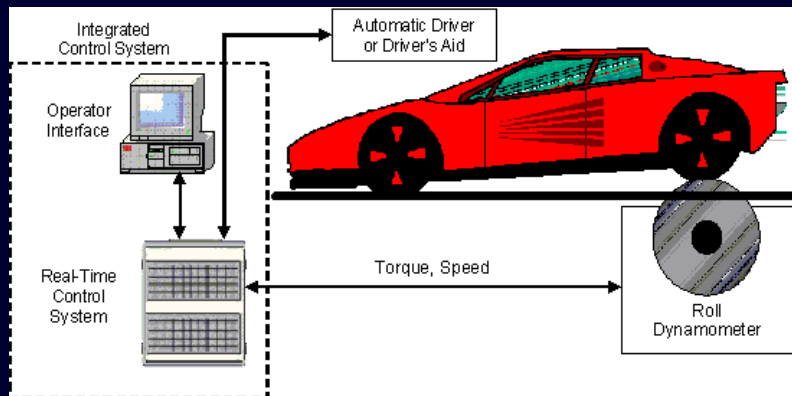 Integrated
Control System
Automatic Driver
or Driver's Aid
Operator
Interface
Real-Time
Control
System
Torque, Speed
Roll
Dynamometer